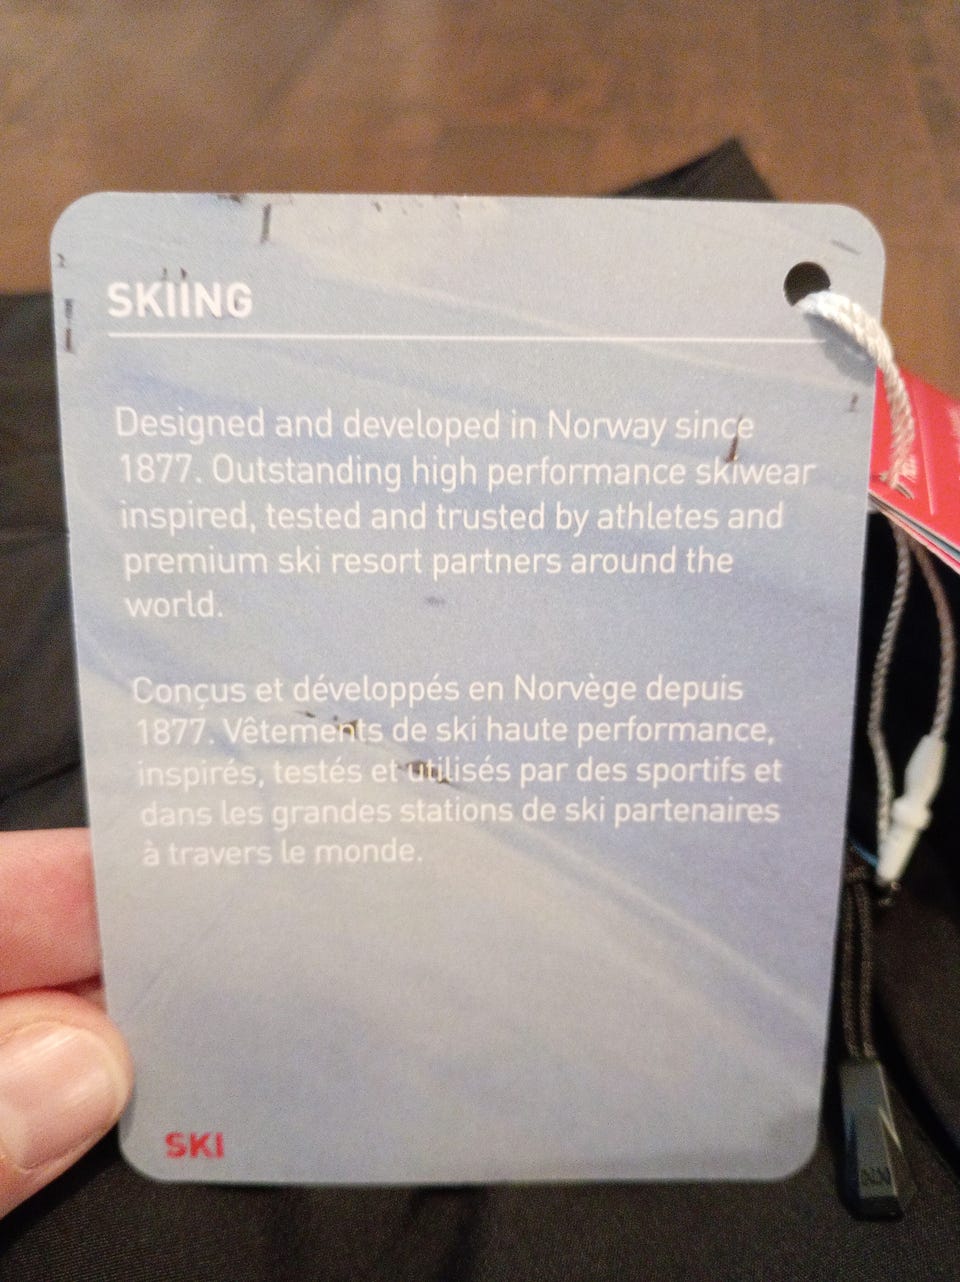 SKIING
Designed and developed in Norway since
1877. Outstanding high performance skiwear
inspired, tested and trusted by athletes and
premium ski resort partners around the
world.
Conçus et développés en Norvège depuis
1877. Vêtements de ski haute performance,
inspirés, testés et utilisés par des sportifs et
dans les grandes stations de ski partenaires
à travers le monde.
SKI